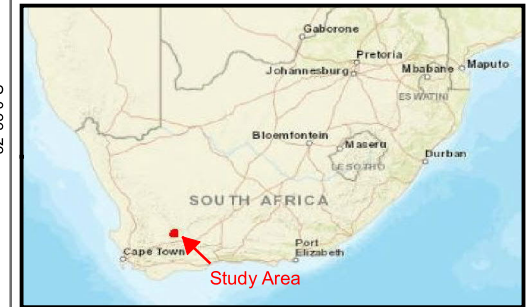 Gaborone
Pretoria
Johannesburg
Mbabane
Maputo
ESWATINI
Bloemfontein
Maseru
LESOTHO
Durban
SOUTH AFRICA
Cape Town
Port
Elizabeth
Study Area